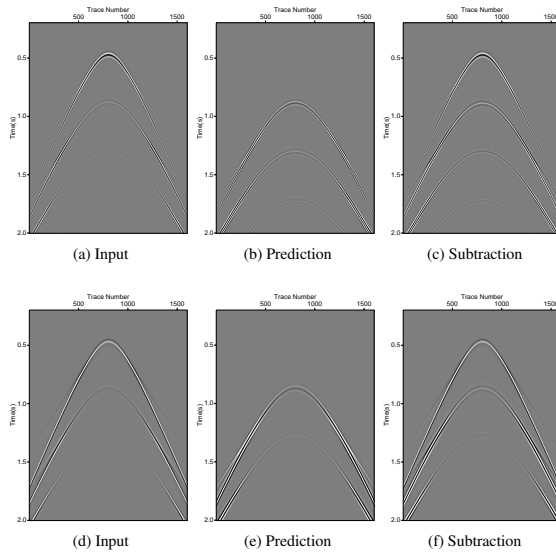 Trace Number Trace Number Trace Number
500 1000 1500 500 1000 1500 500 1000 1500
0.5 0.5 0.5
1.0 1.0 1.0
Time(s) Time(s) Time(s)
1.5 1.5 1.5
2.0 2.0 2.0
(a) Input (b) Prediction (c) Subtraction
Trace Number Trace Number Trace Number
500 1000 1500 500 1000 1500 500 1000 1500
0.5 0.5 0.5
1.0 1.0 1.0
Time(s) Time(s) Time(s)
1.5 1.5 1.5
2.0 2.0 2.0
(d) Input (e) Prediction (f) Subtraction